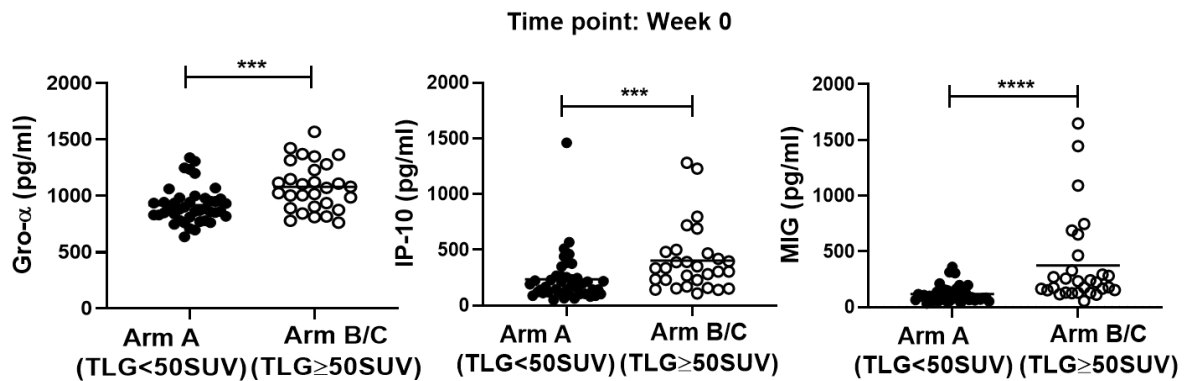 Time point: Week 0
***
2000
1500
1000
500
0
Gro-α (pg/ml)
Arm A
(TLG<50SUV)
Arm B/C
(TLG≥50SUV)
***
2000
1500
1000
500
0
IP-10 (pg/ml)
Arm A
(TLG<50SUV)
Arm B/C
(TLG≥50SUV)
****
2000
1500
1000
500
0
MIG (pg/ml)
Arm A
(TLG<50SUV)
Arm B/C
(TLG≥50SUV)